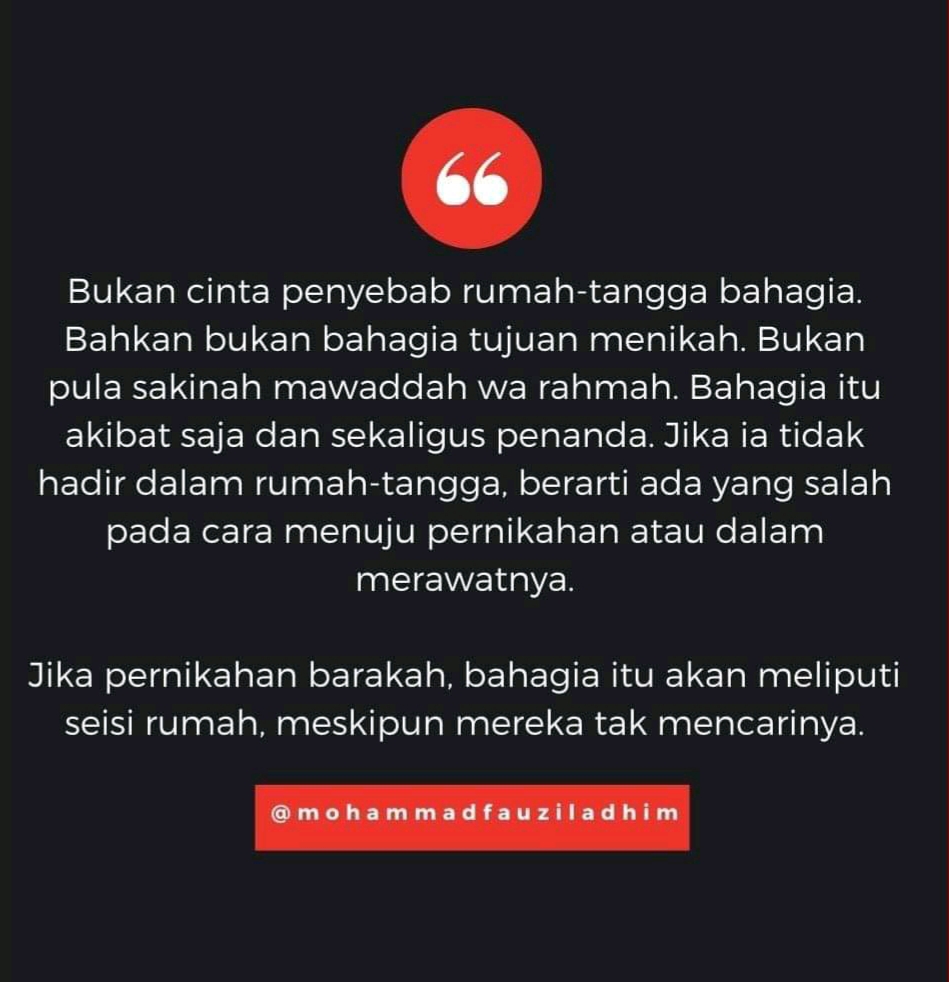 “
Bukan cinta penyebab rumah-tangga bahagia.
Bahkan bukan bahagia tujuan menikah. Bukan
pula sakinah mawaddah wa rahmah. Bahagia itu
akibat saja dan sekaligus penanda. Jika ia tidak
hadir dalam rumah-tangga, berarti ada yang salah
pada cara menuju pernikahan atau dalam
merawatnya.
Jika pernikahan barakah, bahagia itu akan meliputi
seisi rumah, meskipun mereka tak mencarinya.
@mohammadfauziladhim